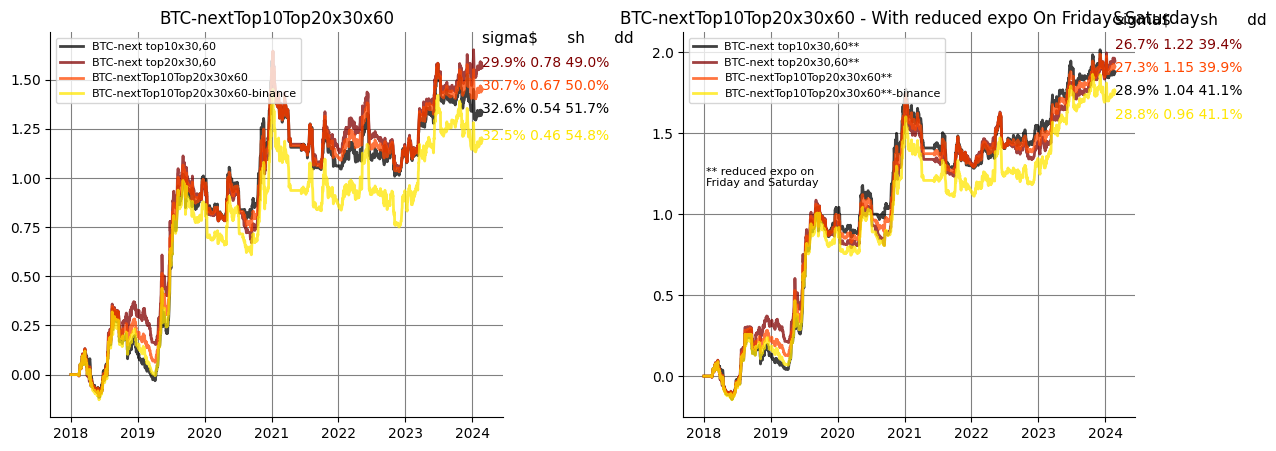 BTC-nextTop10Top20x30x60
BTC-next top10x30,60
BTC-next top20x30,60
BTC-nextTop10Top20x30x60
BTC-nextTop10Top20x30x60-binance
sigma$ sh dd
29.9% 0.78 49.0%
30.7% 0.67 50.0%
32.6% 0.54 51.7%
32.5% 0.46 54.8%
1.50
1.25
1.00
0.75
0.50
0.25
0.00
2018 2019 2020 2021 2022 2023 2024
BTC-nextTop10Top20x30x60 - With reduced expo On Friday&Saturday
BTC-next top10x30,60**
BTC-next top20x30,60**
BTC-nextTop10Top20x30x60**
BTC-nextTop10Top20x30x60**-binance
sigma$ sh dd
26.7% 1.22 39.4%
27.3% 1.15 39.9%
28.9% 1.04 41.1%
28.8% 0.96 41.1%
** reduced expo on
Friday and Saturday
2.0
1.5
1.0
0.5
0.0
2018 2019 2020 2021 2022 2023 2024